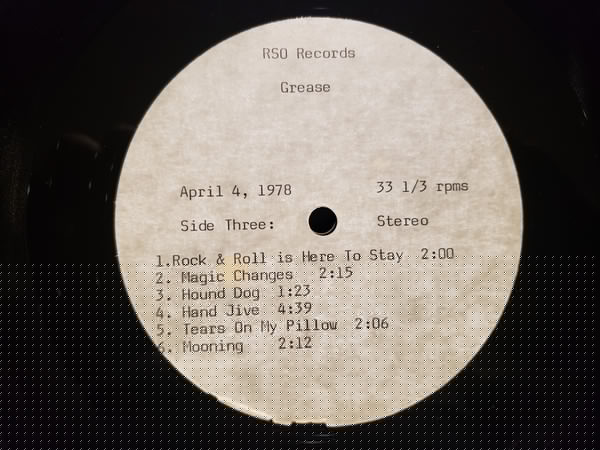 RSO Records
Grease
April 4, 1978 33 1/3 rpms
Side Three: Stereo
1.Rock & Roll is Here To Stay 2:00
2. Magic Changes 2:15
3. Hound Dog 1:23
4. Hand Jive 4:39
5. Tears On My Pillow 2:06
6. Mooning 2:12